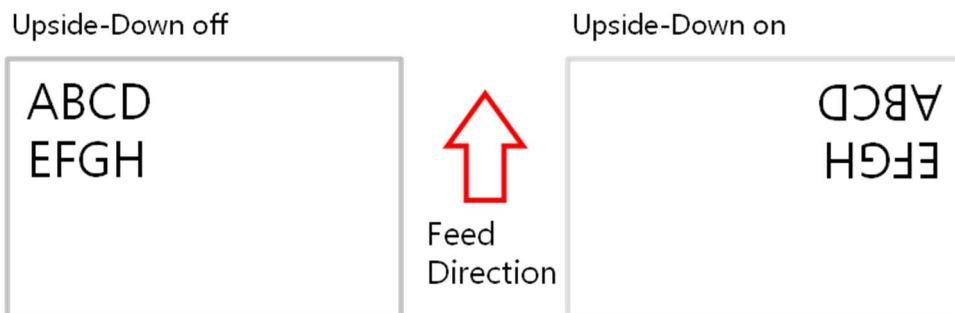 Upside-Down off
ABCD
EFGH
Feed
Direction
Upside-Down on
ABCD
EFGH